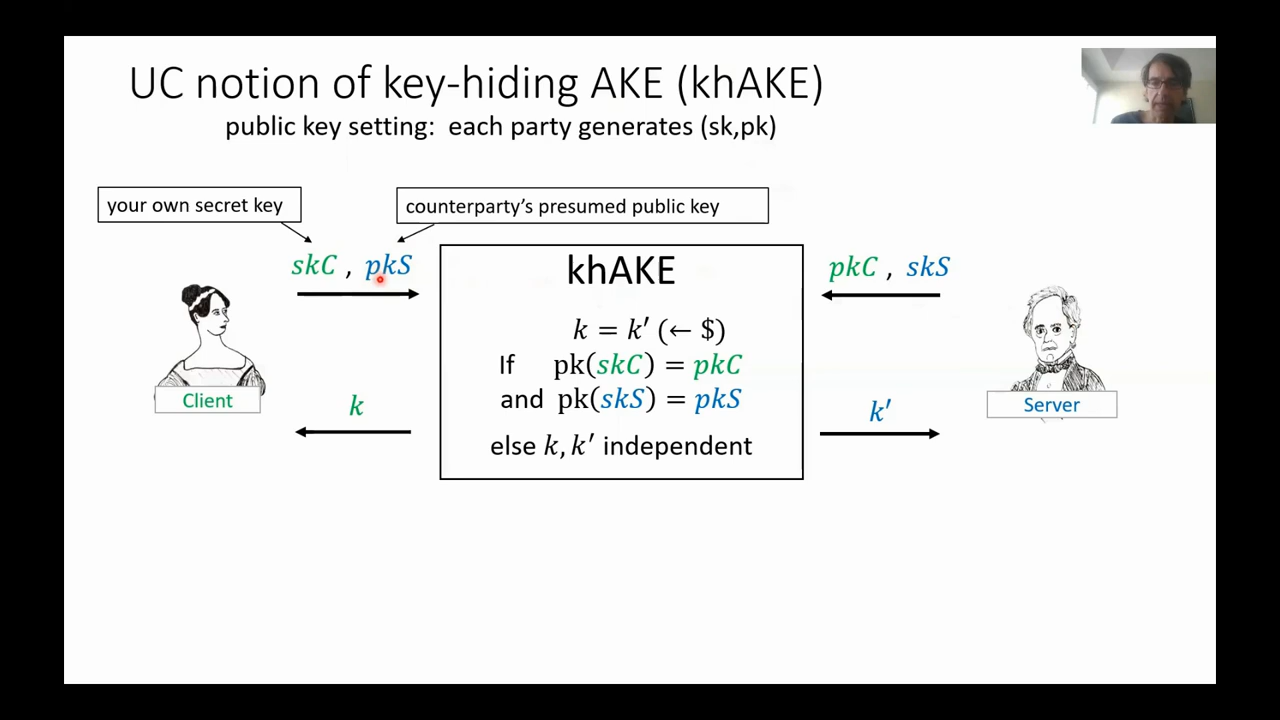 UC notion of key-hiding AKE (khAKE)
public key setting: each party generates (sk,pk)
your own secret key
counterparty's presumed public key
skC , pkS
khAKE
pkC , skS
k = k′ (← $)
If pk(skC) = pkC
and pk(skS) = pkS
else k, k′ independent
Client
k
k′
Server